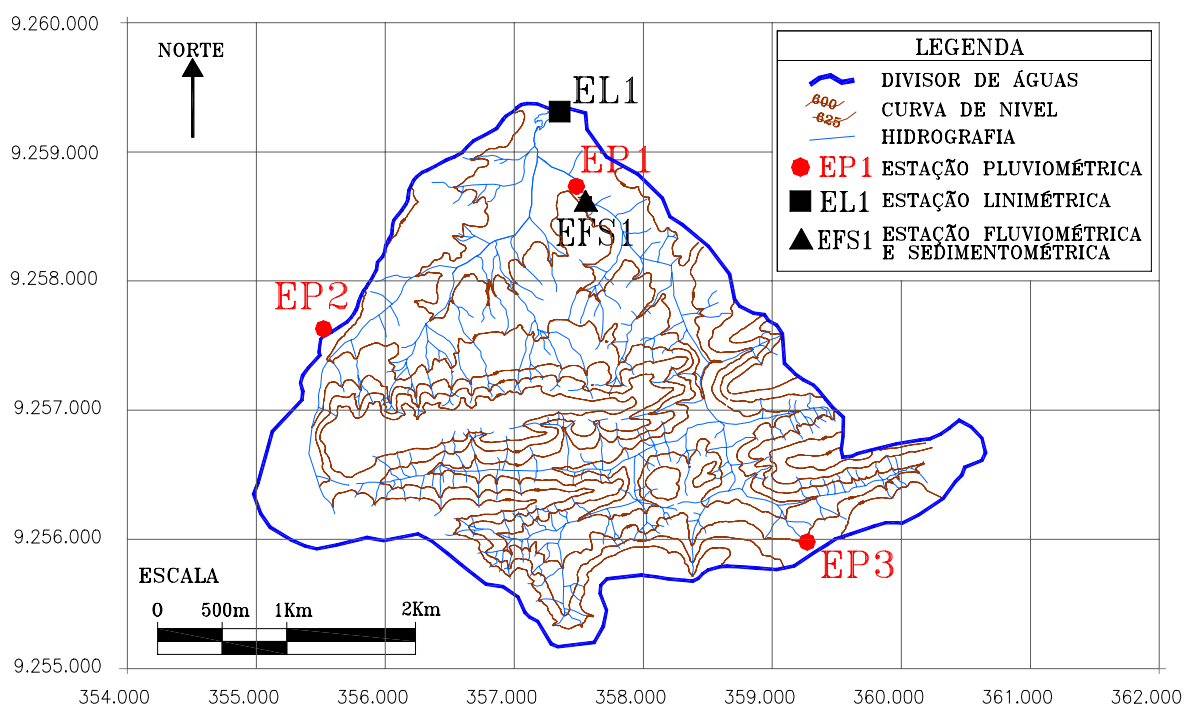 9.260.000
NORTE
LEGENDA
DIVISOR DE ÁGUAS
600
625
CURVA DE NIVEL
HIDROGRAFIA
EP1 ESTAÇÃO PLUVIOMÉTRICA
EL1 ESTAÇÃO LINIMÉTRICA
EFS1 ESTAÇÃO FLUVIOMÉTRICA
E SEDIMENTOMÉTRICA
EL1
9.259.000
EP1
EFS1
9.258.000
EP2
9.257.000
9.256.000
EP3
ESCALA
0 500m 1Km 2Km
9.255.000
354.000 355.000 356.000 357.000 358.000 359.000 360.000 361.000 362.000